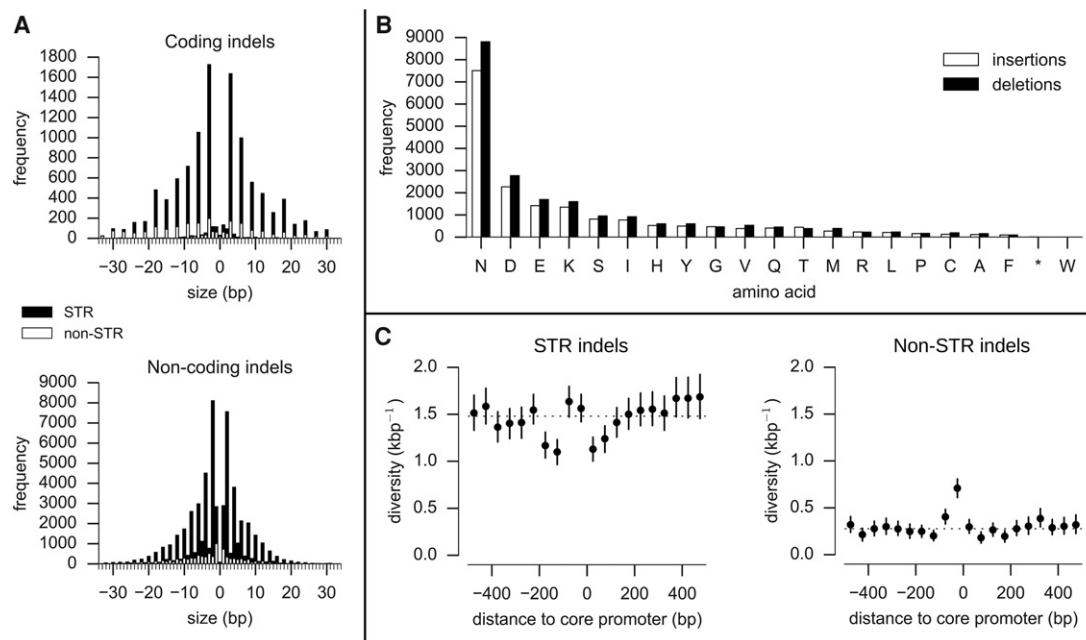 A
Coding indels
1800
1600
1400
1200
1000
800
600
400
200
0
frequency
−30 −20 −10 0 10 20 30
size (bp)
STR
non-STR
Non-coding indels
9000
8000
7000
6000
5000
4000
3000
2000
1000
0
frequency
−30 −20 −10 0 10 20 30
size (bp)
B
9000
8000
7000
6000
5000
4000
3000
2000
1000
0
frequency
insertions
deletions
N D E K S I H Y G V Q T M R L P C A F * W
amino acid
C
STR indels
2.0
1.5
1.0
0.5
0.0
diversity (kbp⁻¹)
−400 −200 0 200 400
distance to core promoter (bp)
Non-STR indels
2.0
1.5
1.0
0.5
0.0
diversity (kbp⁻¹)
−400 −200 0 200 400
distance to core promoter (bp)